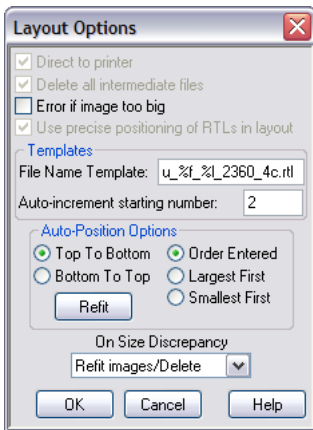 Layout Options
Direct to printer
Delete all intermediate files
Error if image too big
Use precise positioning of RTLs in layout
Templates
File Name Template: u_%f_%l_2360_4c.rtl
Auto-increment starting number: 2
Auto-Position Options
Top To Bottom Order Entered
Bottom To Top Largest First
Refit Smallest First
On Size Discrepancy
Refit images/Delete
OK Cancel Help